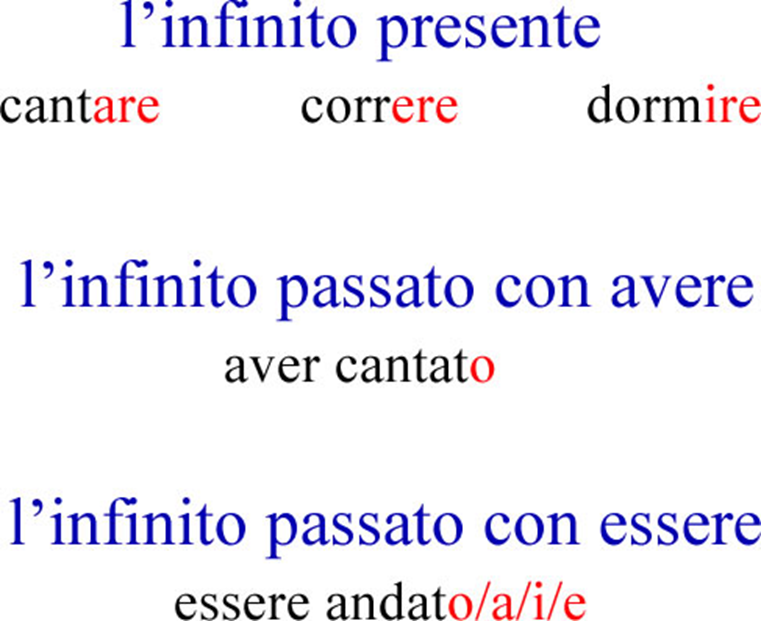 l’infinito presente
cantare correre dormire
l’infinito passato con avere
aver cantato
l’infinito passato con essere
essere andato/a/i/e